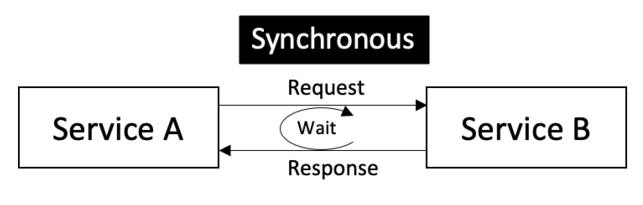 Synchronous
Request
Service A
Wait
Service B
Response